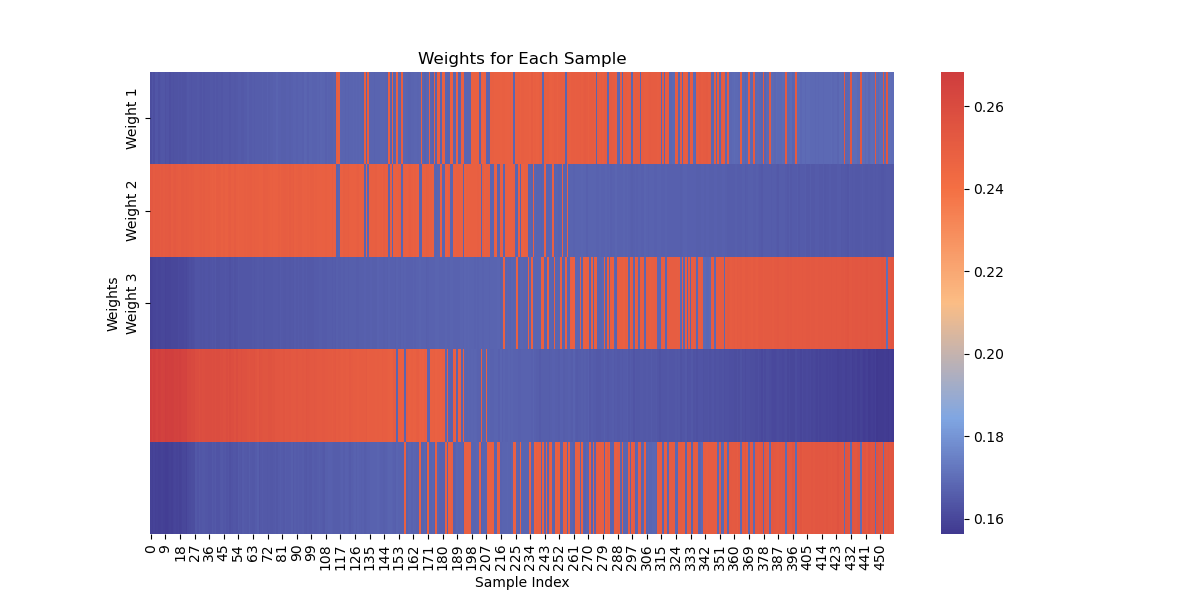 Weights for Each Sample
Weights
Weight 1
Weight 2
Weight 3
0 9 18 27 36 45 54 63 72 81 90 99 108 117 126 135 144 153 162 171 180 189 198 207 216 225 234 243 252 261 270 279 288 297 306 315 324 333 342 351 360 369 378 387 396 405 414 423 432 441 450
Sample Index
0.26
0.24
0.22
0.20
0.18
0.16